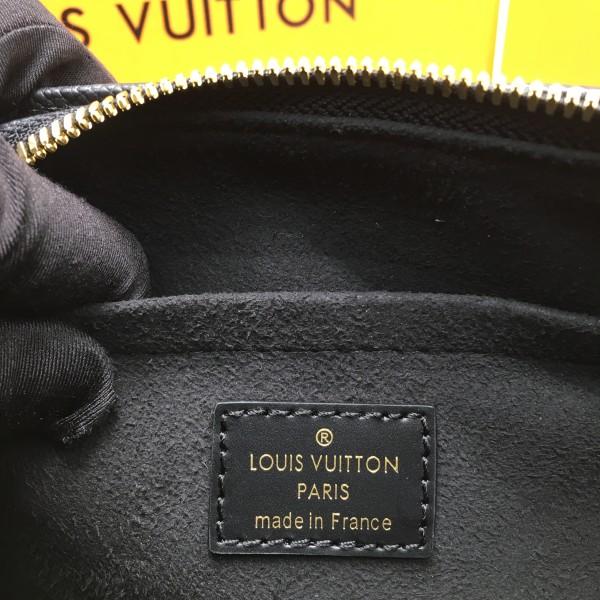 S VUITTON
®
LOUIS VUITTON
PARIS
made in France